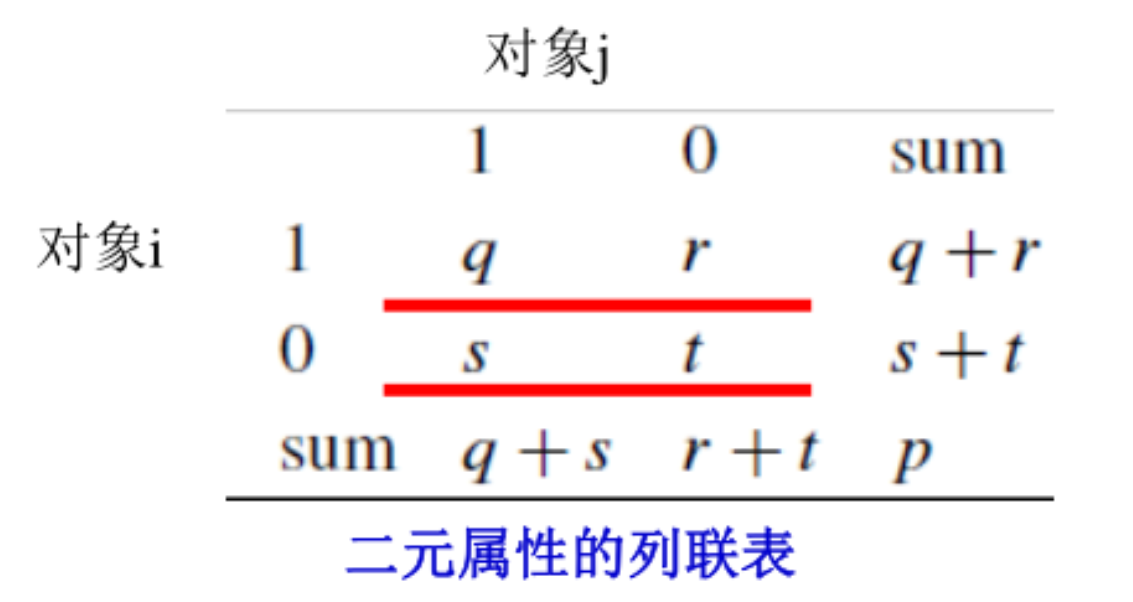 对象j
1 0 sum
对象i 1 q r q + r
0 s t s + t
sum q + s r + t p
二元属性的列联表